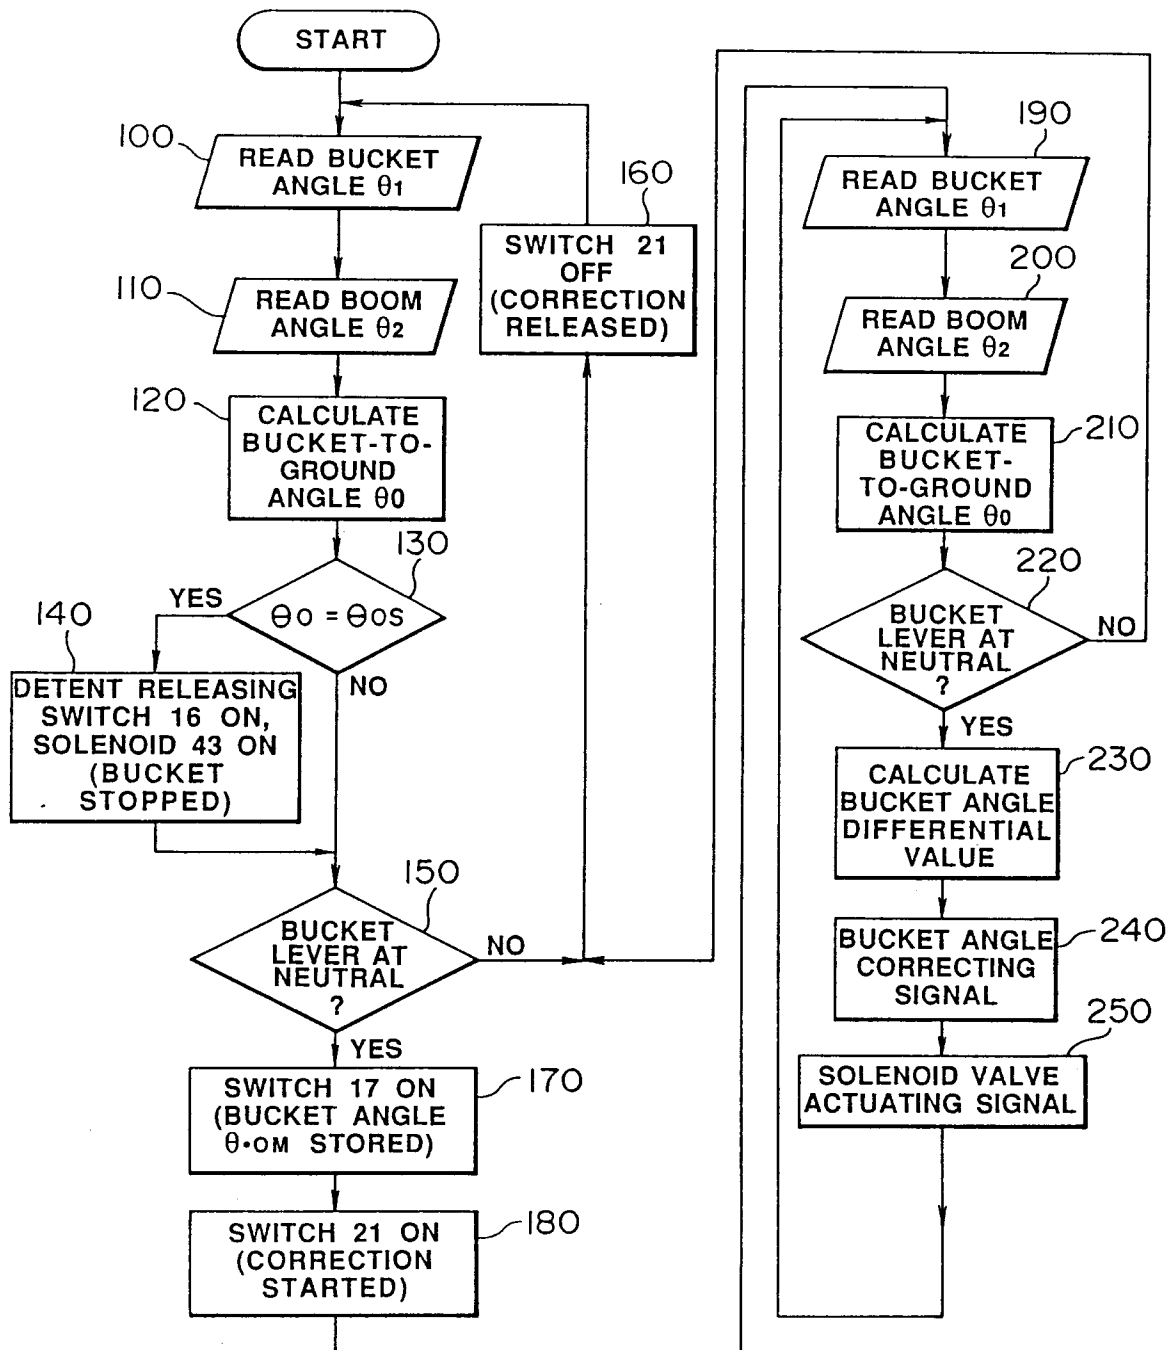 START
100
READ BUCKET
ANGLE θ1
110
READ BOOM
ANGLE θ2
120
CALCULATE
BUCKET-TO-
GROUND
ANGLE θ0
130
θ0 = θ0S
YES
NO
140
DETENT RELEASING
SWITCH 16 ON,
SOLENOID 43 ON
(BUCKET
STOPPED)
150
BUCKET
LEVER AT
NEUTRAL
?
NO
YES
160
SWITCH 21
OFF
(CORRECTION
RELEASED)
170
SWITCH 17 ON
(BUCKET ANGLE
θ·0M STORED)
180
SWITCH 21 ON
(CORRECTION
STARTED)
190
READ BUCKET
ANGLE θ1
200
READ BOOM
ANGLE θ2
210
CALCULATE
BUCKET-
TO-GROUND
ANGLE θ0
220
BUCKET
LEVER AT
NEUTRAL
?
NO
YES
230
CALCULATE
BUCKET ANGLE
DIFFERENTIAL
VALUE
240
BUCKET ANGLE
CORRECTING
SIGNAL
250
SOLENOID VALVE
ACTUATING SIGNAL